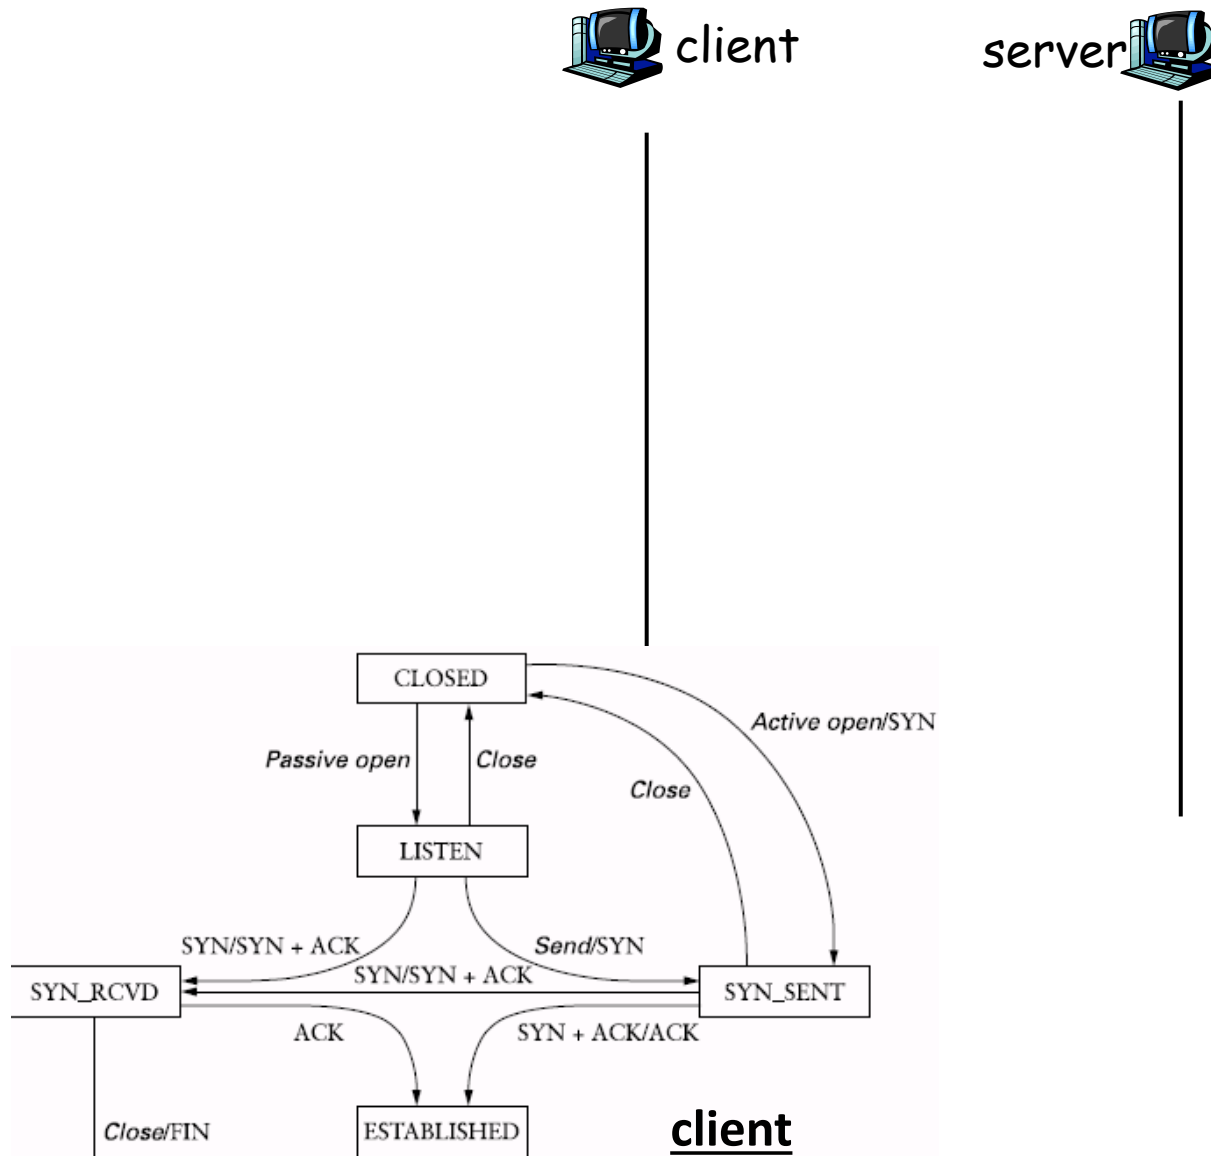 client
server
CLOSED
Active open/SYN
Passive open
Close
Close
LISTEN
SYN/SYN + ACK
Send/SYN
SYN/SYN + ACK
SYN_RCVD
SYN_SENT
ACK
SYN + ACK/ACK
Close/FIN
ESTABLISHED
client